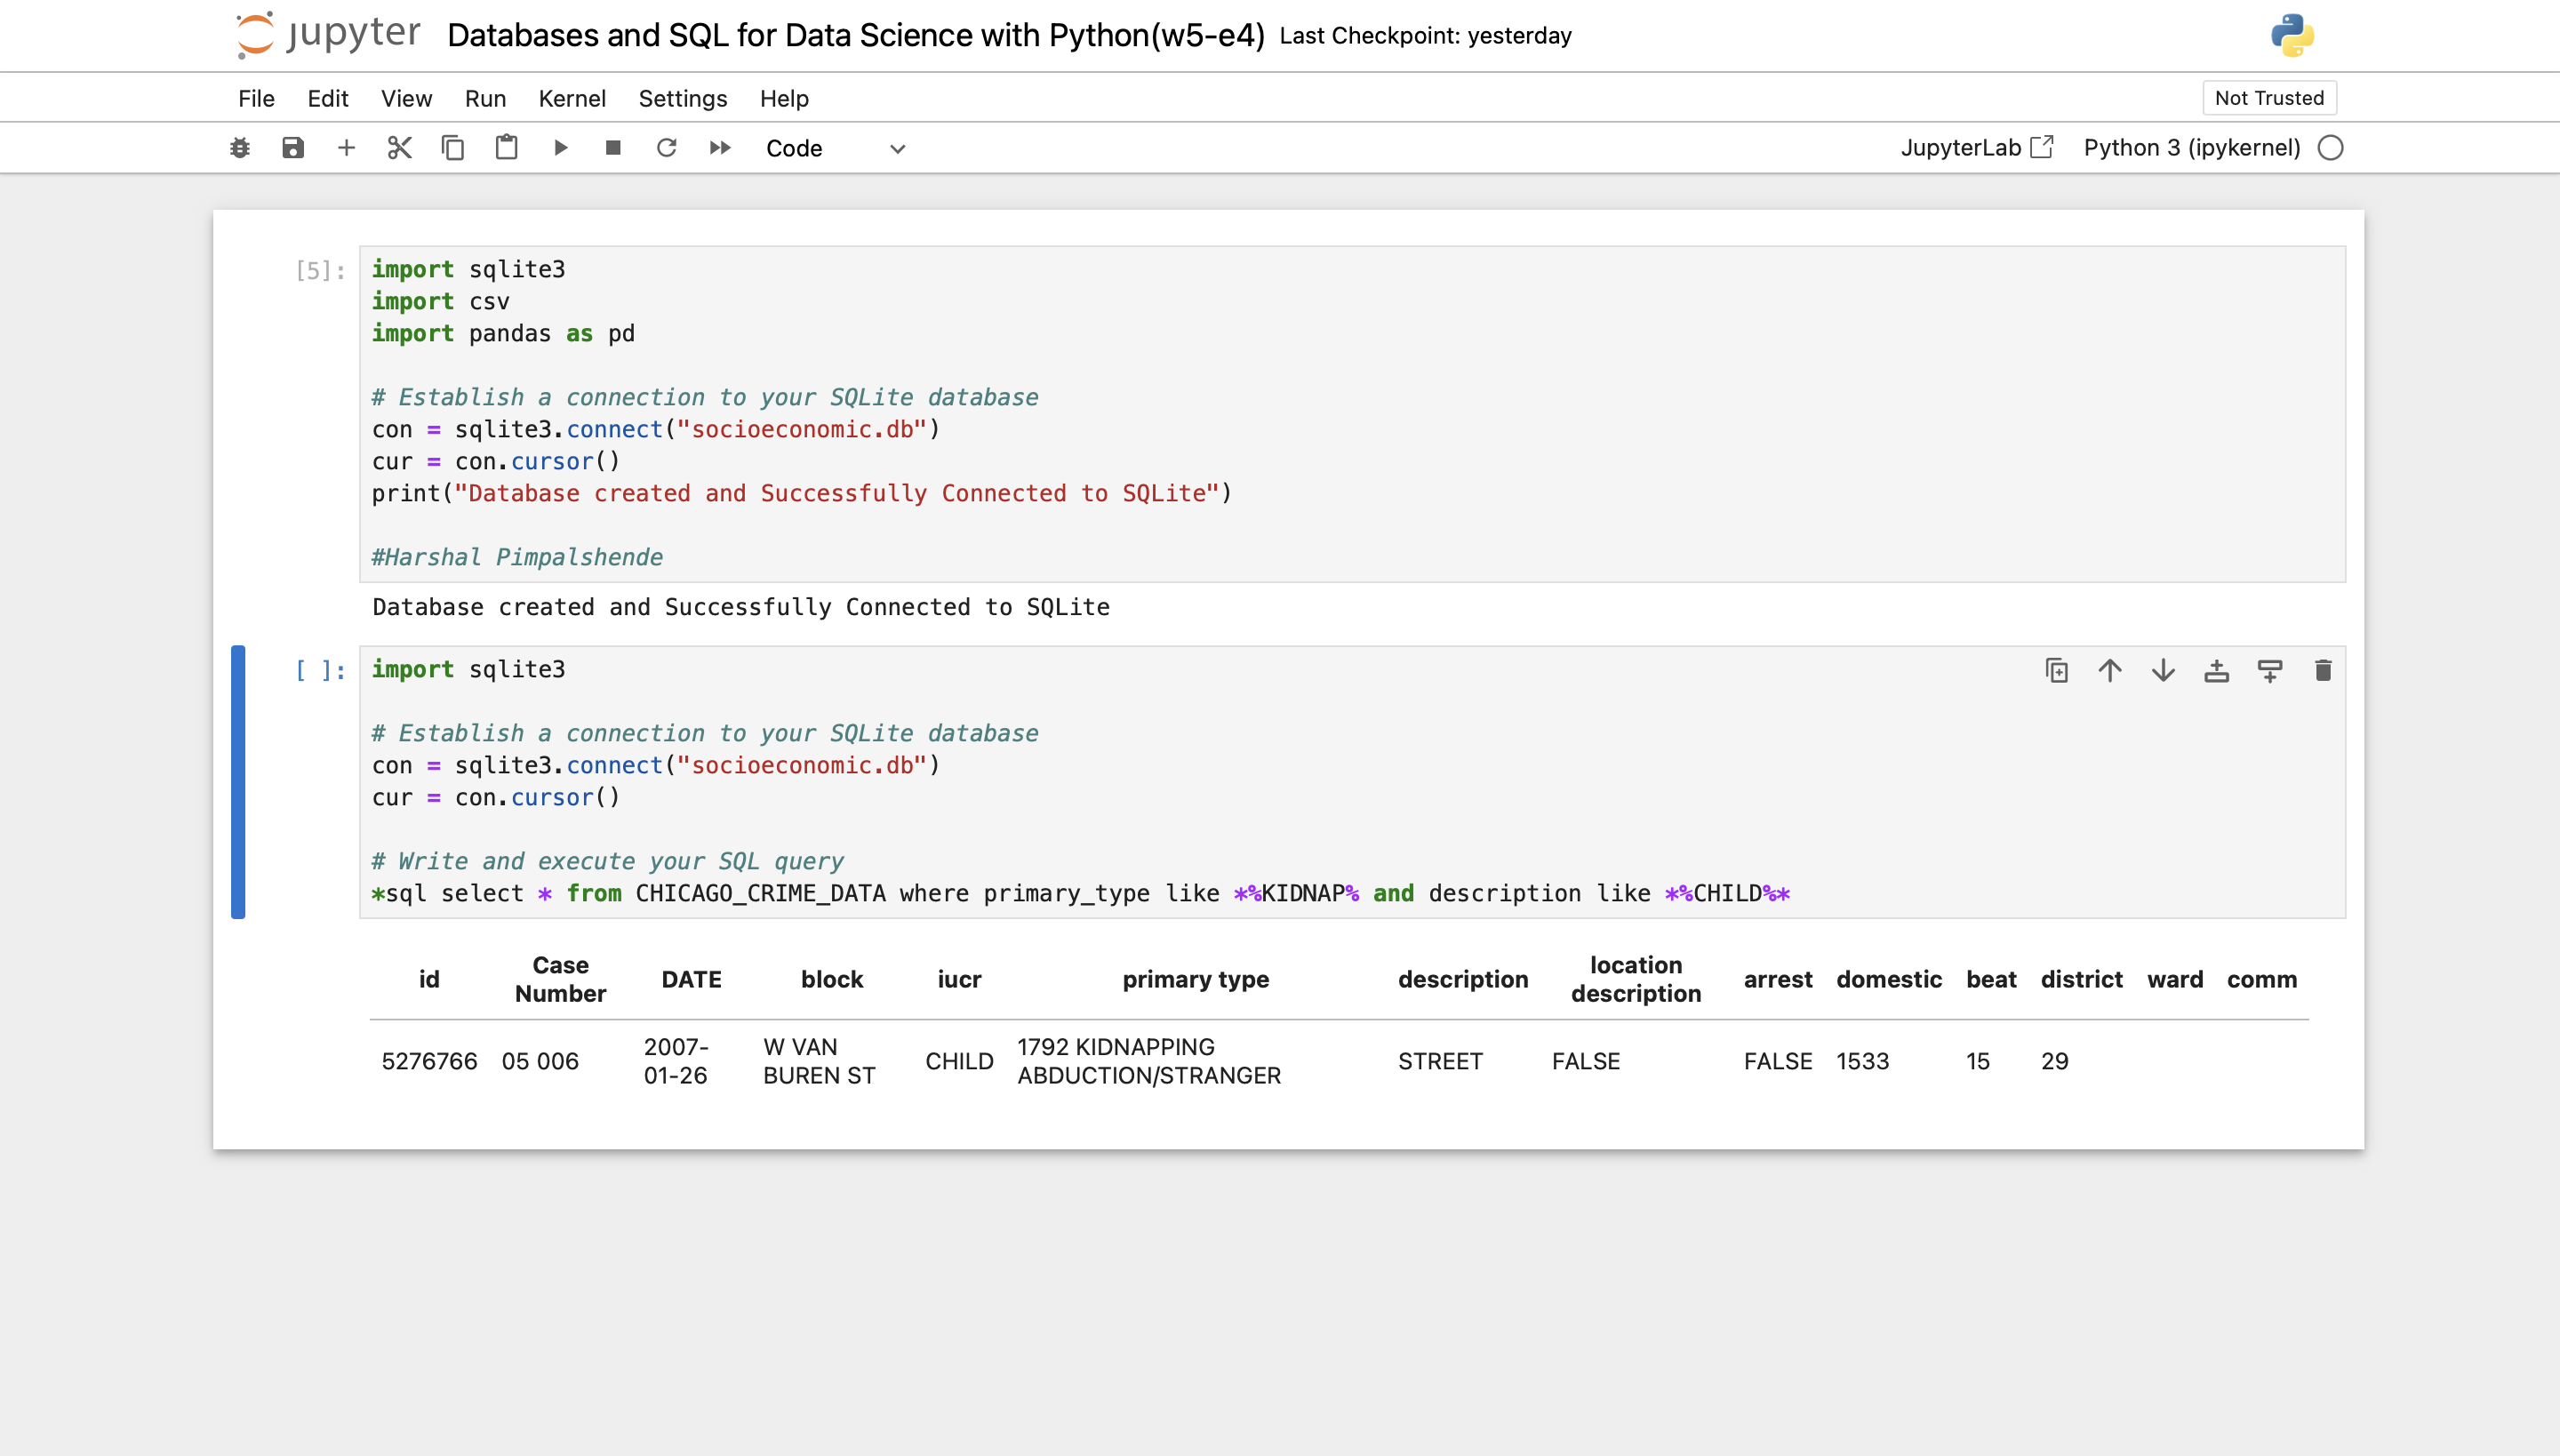 jupyter Databases and SQL for Data Science with Python(w5-e4) Last Checkpoint: yesterday
File Edit View Run Kernel Settings Help Not Trusted
Code JupyterLab Python 3 (ipykernel)
[5]: import sqlite3
import csv
import pandas as pd
# Establish a connection to your SQLite database
con = sqlite3.connect("socioeconomic.db")
cur = con.cursor()
print("Database created and Successfully Connected to SQLite")
#Harshal Pimpalshende
Database created and Successfully Connected to SQLite
[ ]: import sqlite3
# Establish a connection to your SQLite database
con = sqlite3.connect("socioeconomic.db")
cur = con.cursor()
# Write and execute your SQL query
*sql select * from CHICAGO_CRIME_DATA where primary_type like *%KIDNAP% and description like *%CHILD%*
id Case Number DATE block iucr primary type description location description arrest domestic beat district ward comm
5276766 05 006 2007-01-26 W VAN BUREN ST CHILD 1792 KIDNAPPING ABDUCTION/STRANGER STREET FALSE FALSE 1533 15 29